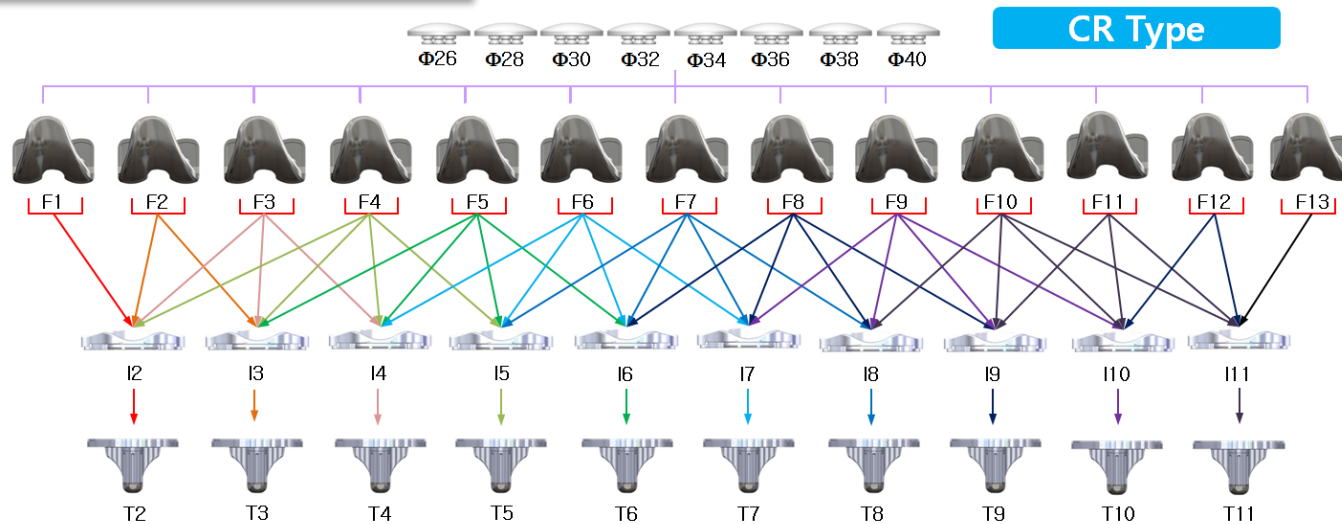 CR Type
Φ26 Φ28 Φ30 Φ32 Φ34 Φ36 Φ38 Φ40
F1 F2 F3 F4 F5 F6 F7 F8 F9 F10 F11 F12 F13
I2 I3 I4 I5 I6 I7 I8 I9 I10 I11
T2 T3 T4 T5 T6 T7 T8 T9 T10 T11